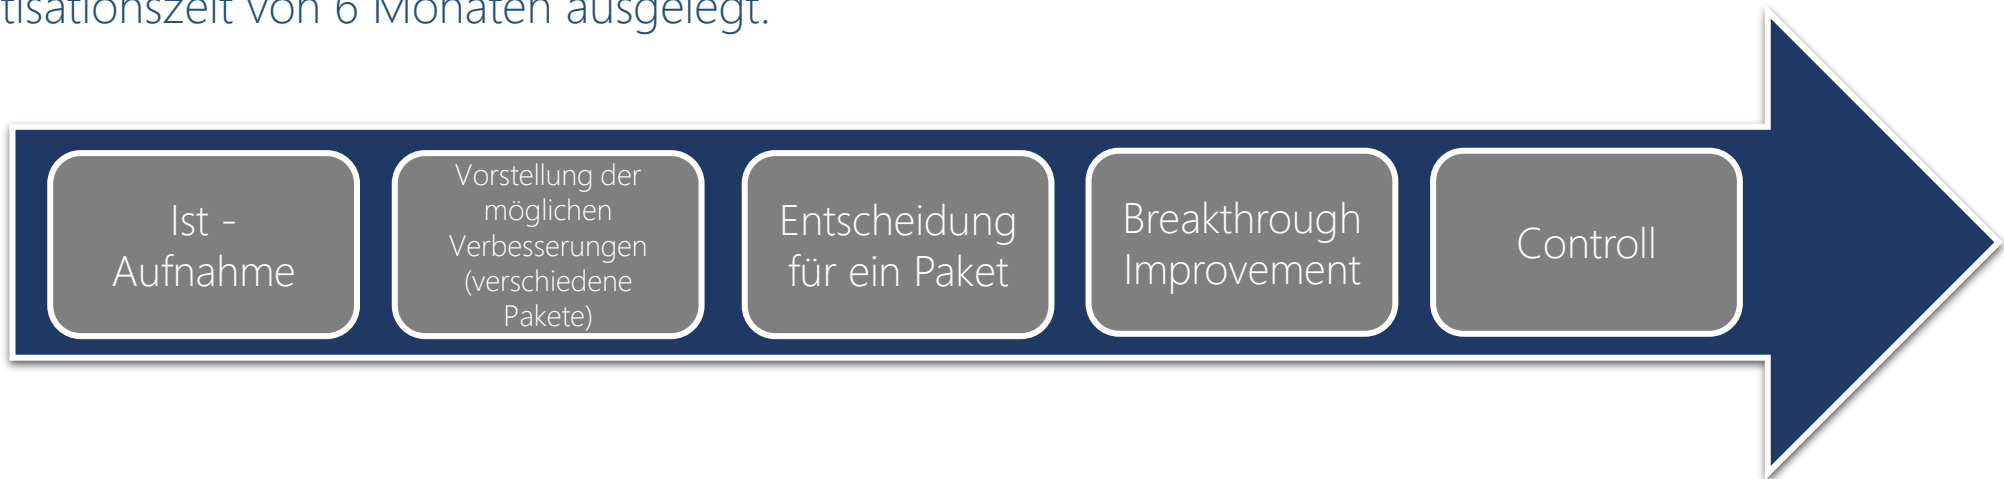 tisationszeit von 6 Monaten ausgelegt.
Ist -
Aufnahme
Vorstellung der
möglichen
Verbesserungen
(verschiedene
Pakete)
Entscheidung
für ein Paket
Breakthrough
Improvement
Controll